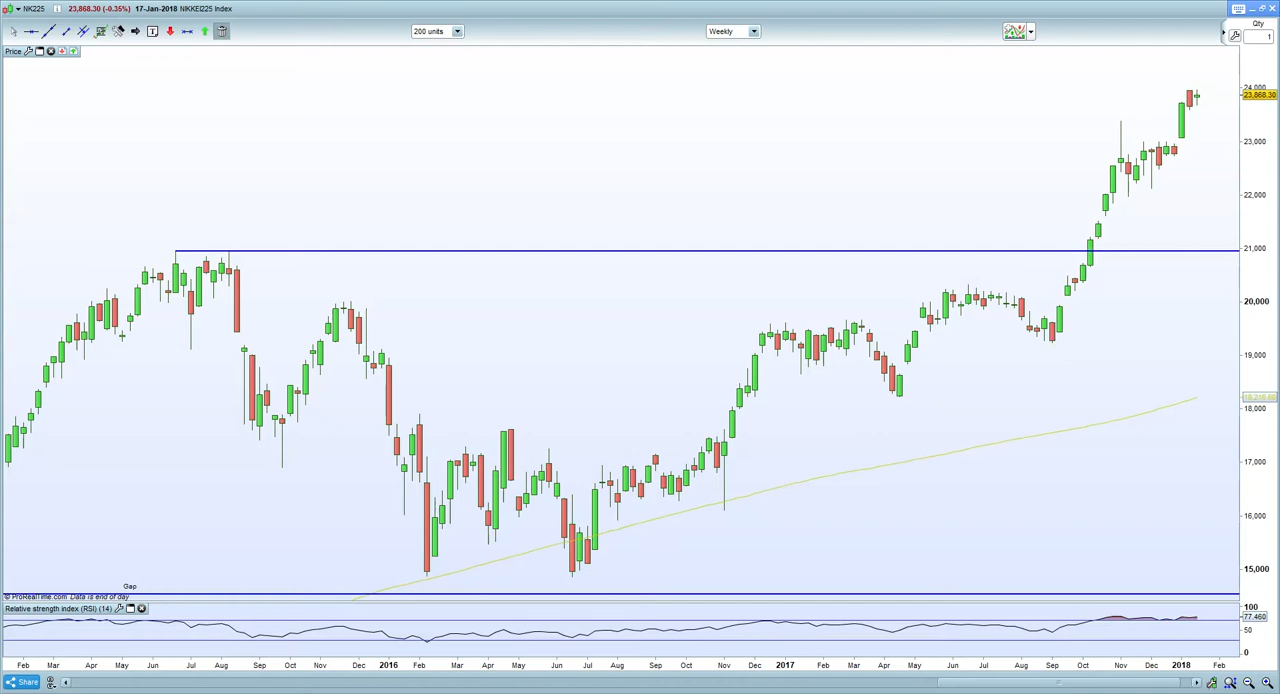 NK225 23,868.30 (-0.35%) 17-Jan-2018 NIKKEI225 Index
200 units Weekly Qty
1
Price
24,000
23,868.30
23,000
22,000
21,000
20,000
19,000
18,000
17,000
16,000
15,000
Gap
© ProRealTime.com Data is end of day
Relative strength index (RSI) (14)
100
77.460
50
0
Feb Mar Apr May Jun Jul Aug Sep Oct Nov Dec 2016 Feb Mar Apr May Jun Jul Aug Sep Oct Nov Dec 2017 Feb Mar Apr May Jun Jul Aug Sep Oct Nov Dec 2018 Feb
Share